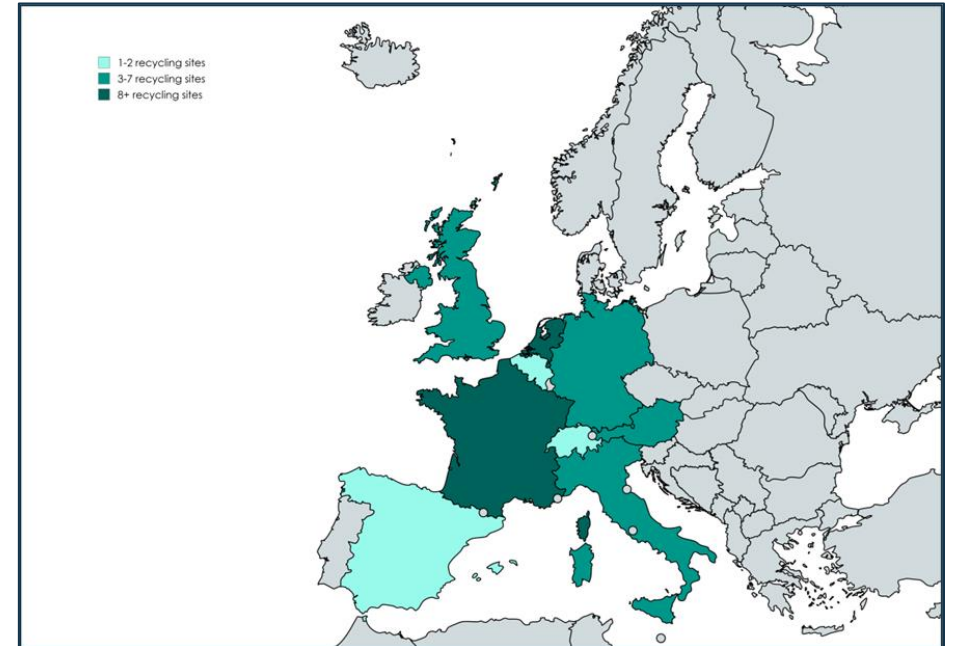 1-2 recycling sites
3-7 recycling sites
8+ recycling sites